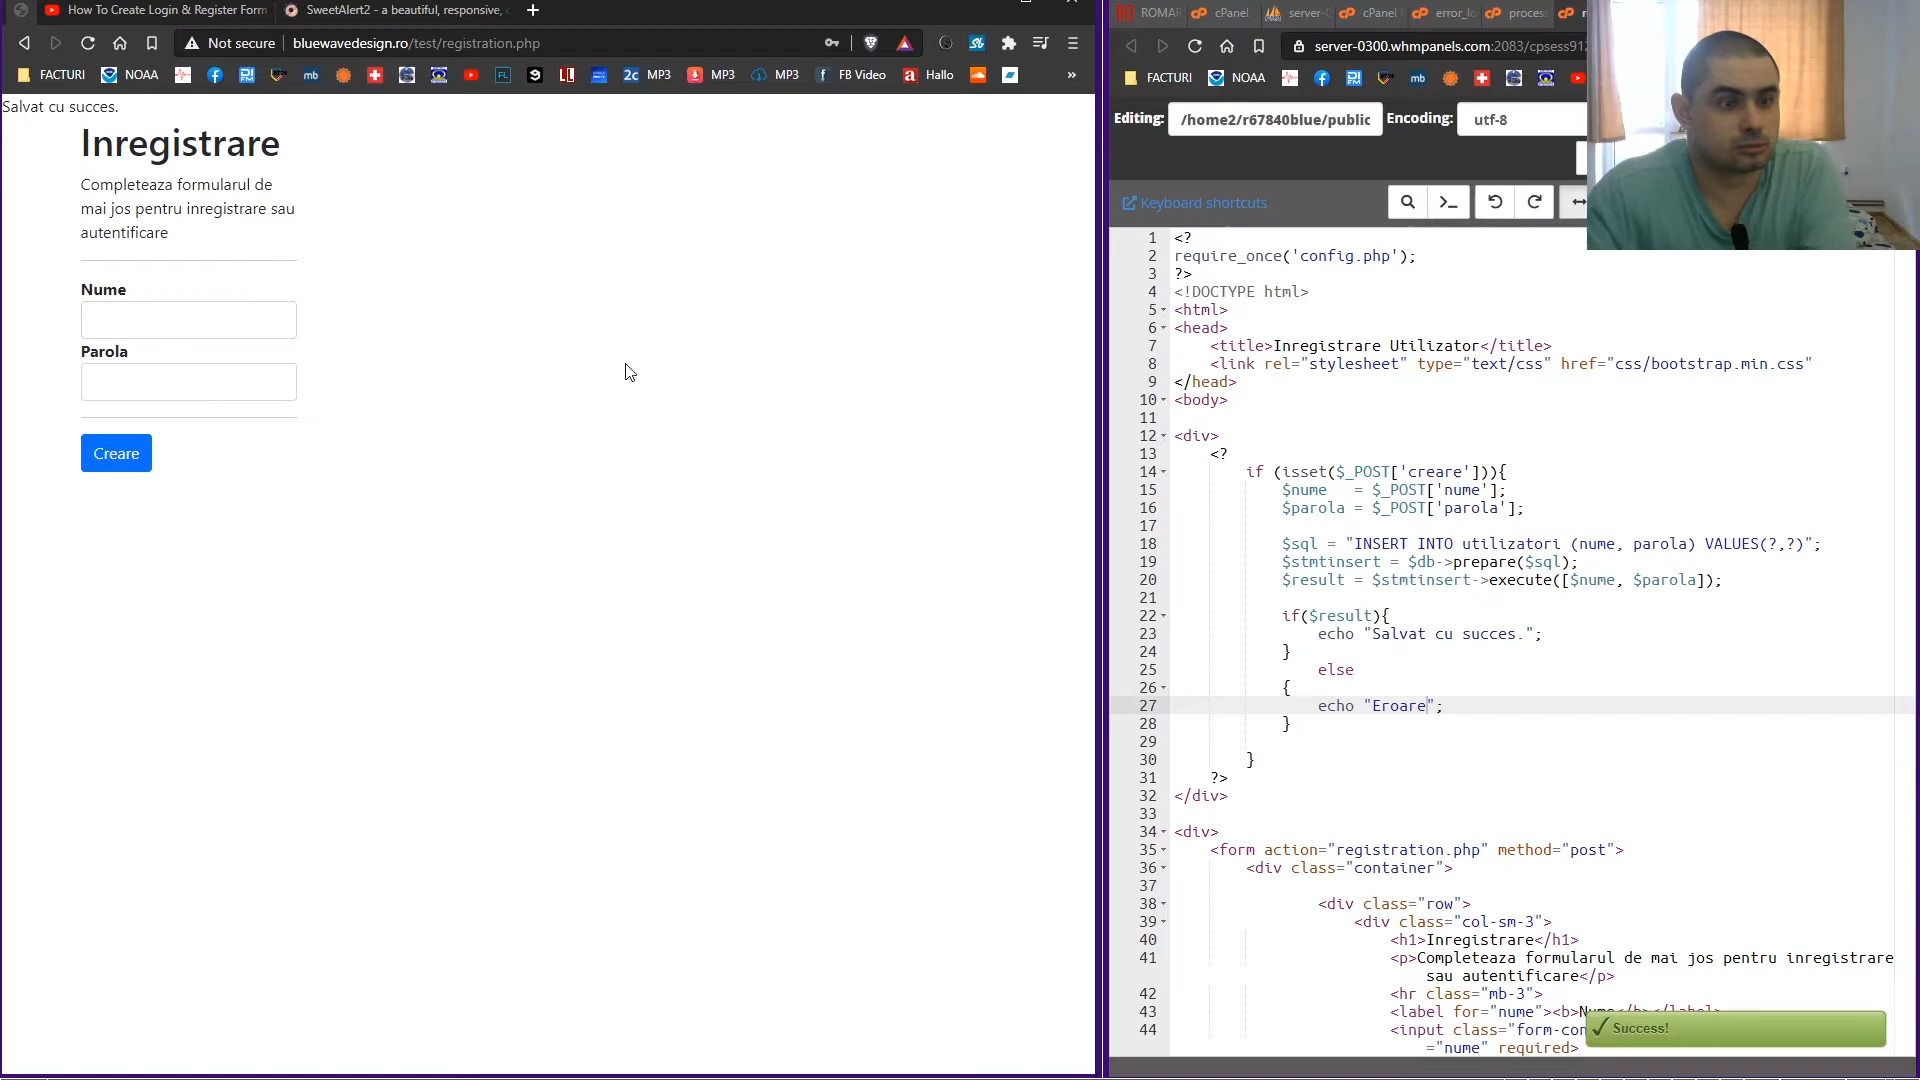 How To Create Login & Register Form
SweetAlert2 - a beautiful, responsive,
Not secure
bluewavedesign.ro/test/registration.php
FACTURI
NOAA
mb
FL
9
2c MP3
MP3
MP3
FB Video
Hallo
»
Salvat cu succes.
Inregistrare
Completeaza formularul de
mai jos pentru inregistrare sau
autentificare
Nume
Parola
Creare
ROMAR
cPanel
server-
cPanel
error_lo
process
server-0300.whmpanels.com:2083/cpsess912
FACTURI
NOAA
mb
Editing:
/home2/r67840blue/public
Encoding:
utf-8
Keyboard shortcuts
1 <?
2 require_once('config.php');
3 ?>
4 <!DOCTYPE html>
5 <html>
6 <head>
7 <title>Inregistrare Utilizator</title>
8 <link rel="stylesheet" type="text/css" href="css/bootstrap.min.css"
9 </head>
10 <body>
11
12 <div>
13 <?
14 if (isset($_POST['creare'])){
15 $nume = $_POST['nume'];
16 $parola = $_POST['parola'];
17
18 $sql = "INSERT INTO utilizatori (nume, parola) VALUES(?,?)";
19 $stmtinsert = $db->prepare($sql);
20 $result = $stmtinsert->execute([$nume, $parola]);
21
22 if($result){
23 echo "Salvat cu succes.";
24 }
25 else
26 {
27 echo "Eroare";
28 }
29
30 }
31 ?>
32 </div>
33
34 <div>
35 <form action="registration.php" method="post">
36 <div class="container">
37
38 <div class="row">
39 <div class="col-sm-3">
40 <h1>Inregistrare</h1>
41 <p>Completeaza formularul de mai jos pentru inregistrare
sau autentificare</p>
42 <hr class="mb-3">
43 <label for="nume"><b>Nume</b></label>
44 <input class="form-con
="nume" required>
Success!